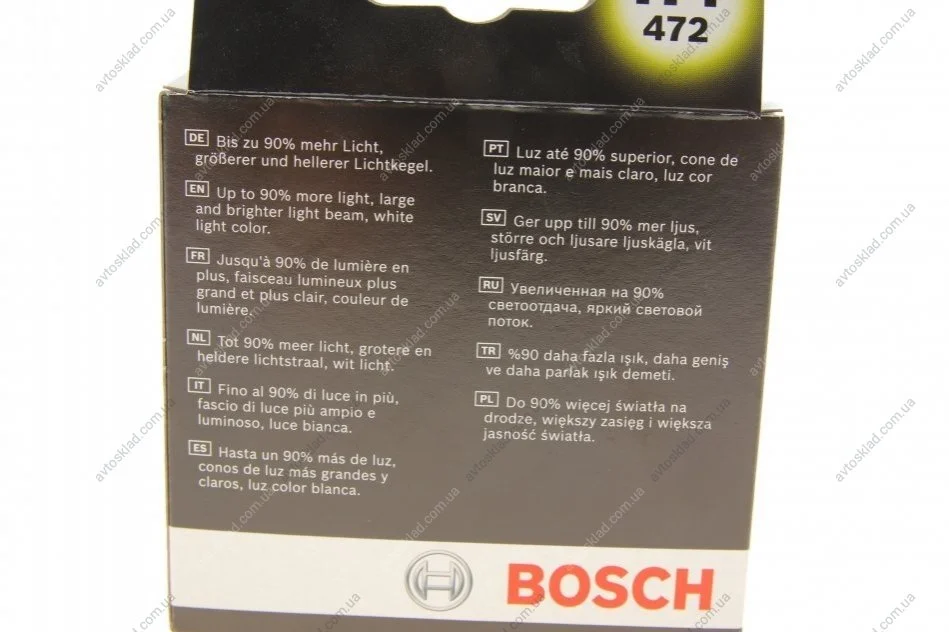 472
DE Bis zu 90% mehr Licht,
größerer und hellerer Lichtkegel.
EN Up to 90% more light, large
and brighter light beam, white
light color.
FR Jusqu'à 90% de lumière en
plus, faisceau lumineux plus
grand et plus clair, couleur de
lumière.
NL Tot 90% meer licht, grotere en
heldere lichtstraal, wit licht.
IT Fino al 90% di luce in più,
fascio di luce più ampio e
luminoso, luce bianca.
ES Hasta un 90% más de luz,
conos de luz más grandes y
claros, luz color blanca.
PT Luz até 90% superior, cone de
luz maior e mais claro, luz cor
branca.
SV Ger upp till 90% mer ljus,
större och ljusare ljuskägla, vit
ljusfärg.
RU Увеличенная на 90%
светоотдача, яркий световой
поток.
TR %90 daha fazla ışık, daha geniş
ve daha parlak ışık demeti.
PL Do 90% więcej światła na
drodze, większy zasięg i większa
jasność światła.
BOSCH
avtosklad.com.ua